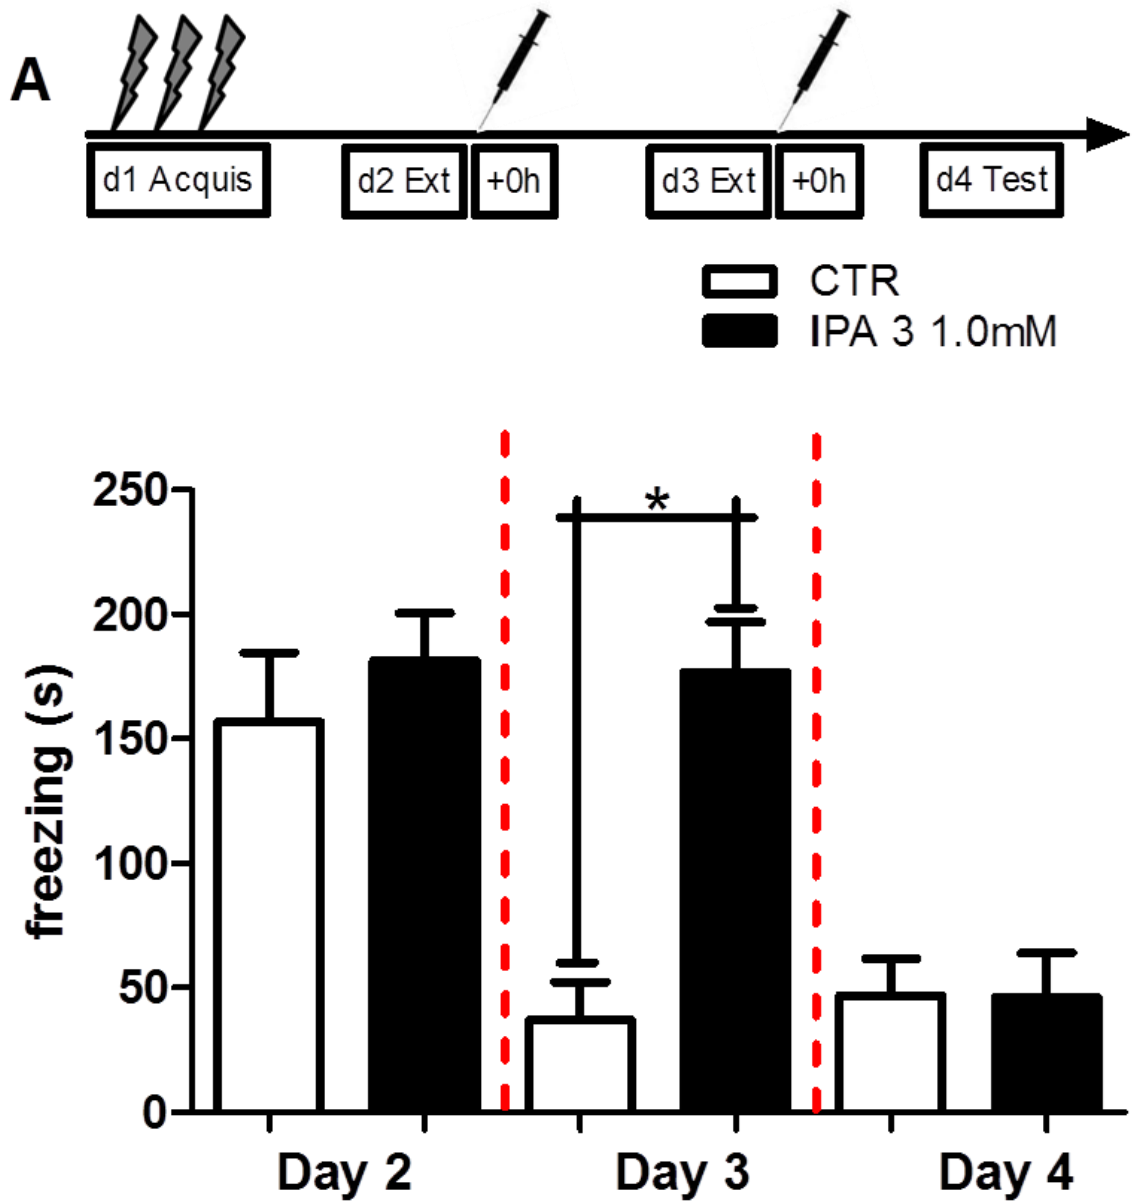 A
d1 Acquis d2 Ext +0h d3 Ext +0h d4 Test
CTR
IPA 3 1.0mM
*
250
200
150
100
50
0
freezing (s)
Day 2 Day 3 Day 4